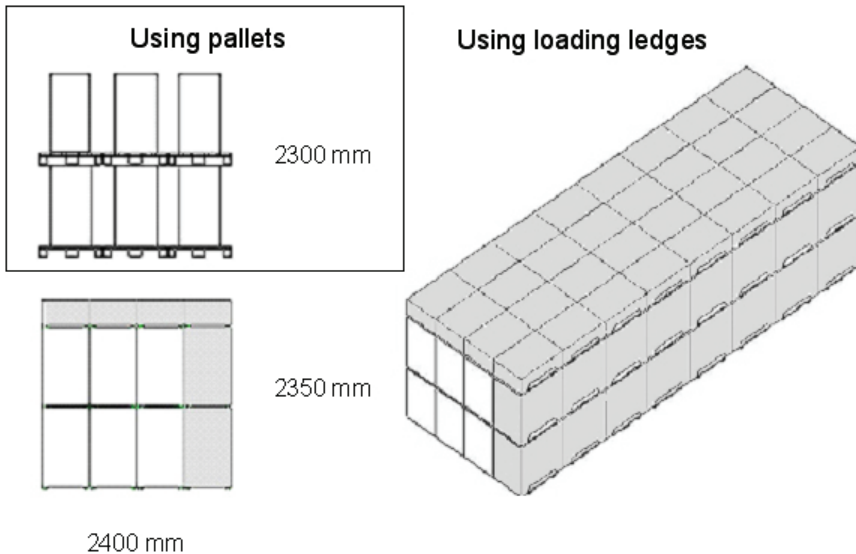 Using pallets
Using loading ledges
2300 mm
2350 mm
2400 mm